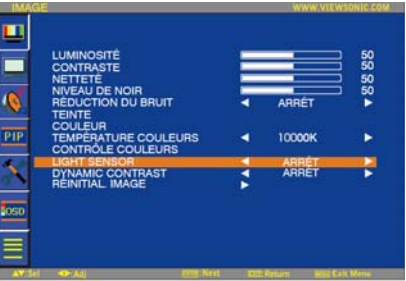 IMAGE WWW.VIEWSONIC.COM
LUMINOSITÉ 50
CONTRASTE 50
NETTETÉ 50
NIVEAU DE NOIR 50
RÉDUCTION DU BRUIT ARRÊT
TEINTE
COULEUR
TEMPÉRATURE COULEURS 10000K
CONTRÔLE COULEURS
LIGHT SENSOR ARRÊT
DYNAMIC CONTRAST ARRÊT
RÉINITIAL. IMAGE
PIP
OSD
Sel Adj Next EXIT: Return Exit Menu